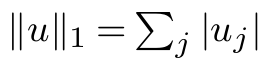 ‖u‖₁ = ∑ⱼ |uⱼ|